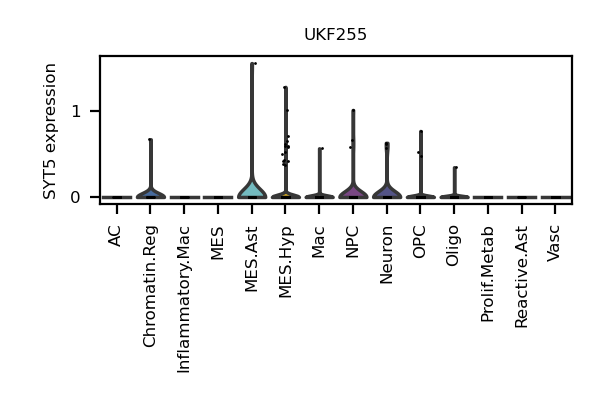 UKF255
SYT5 expression
1
0
AC
Chromatin.Reg
Inflammatory.Mac
MES
MES.Ast
MES.Hyp
Mac
NPC
Neuron
OPC
Oligo
Prolif.Metab
Reactive.Ast
Vasc